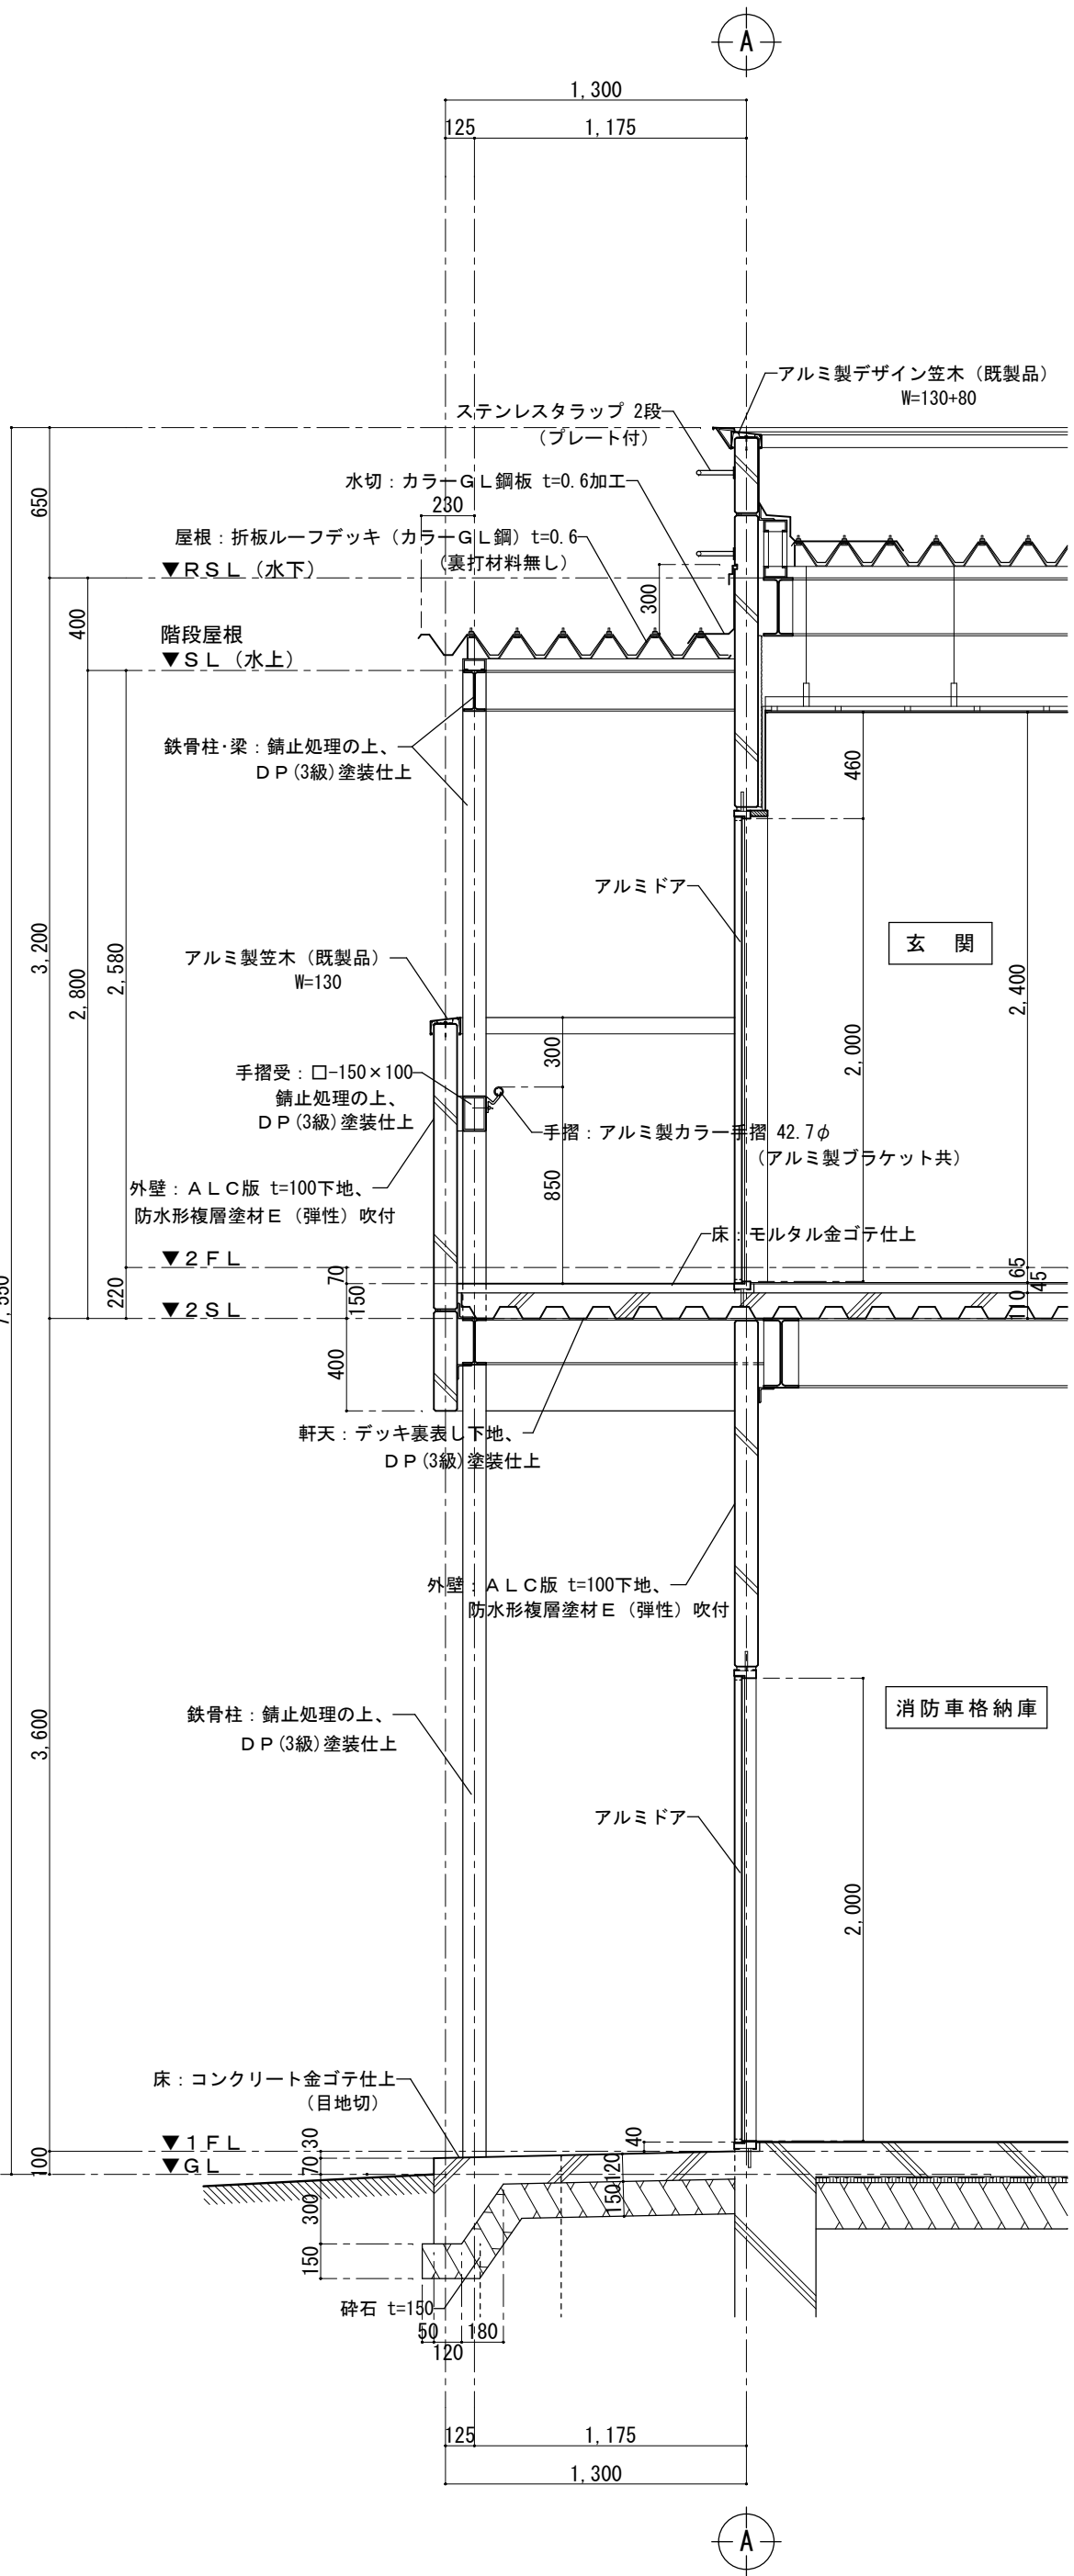 A
1,300
125
1,175
アルミ製デザイン笠木（既製品）
W=130+80
ステンレスタラップ 2段
（プレート付）
水切：カラーＧＬ鋼板 t=0.6加工
230
屋根：折板ルーフデッキ（カラーＧＬ鋼）t=0.6
（裏打材料無し）
▼ＲＳＬ（水下）
650
300
400
階段屋根
▼ＳＬ（水上）
鉄骨柱･梁：錆止処理の上、
ＤＰ(3級)塗装仕上
460
アルミドア
玄　関
3,200
2,800
2,580
2,400
2,000
アルミ製笠木（既製品）
W=130
300
手摺受：口-150×100
錆止処理の上、
ＤＰ(3級)塗装仕上
手摺：アルミ製カラー手摺 42.7φ
（アルミ製ブラケット共）
850
外壁：ＡＬＣ版 t=100下地、
防水形複層塗材Ｅ（弾性）吹付
床：モルタル金ゴテ仕上
▼２ＦＬ
70
65
45
7,550
220
150
110
▼２ＳＬ
400
軒天：デッキ裏表し下地、
ＤＰ(3級)塗装仕上
外壁：ＡＬＣ版 t=100下地、
防水形複層塗材Ｅ（弾性）吹付
消防車格納庫
鉄骨柱：錆止処理の上、
ＤＰ(3級)塗装仕上
3,600
アルミドア
2,000
床：コンクリート金ゴテ仕上
（目地切）
▼１ＦＬ
30
40
100
▼ＧＬ
70
120
150
300
150
砕石 t=150
50
180
120
125
1,175
1,300
A